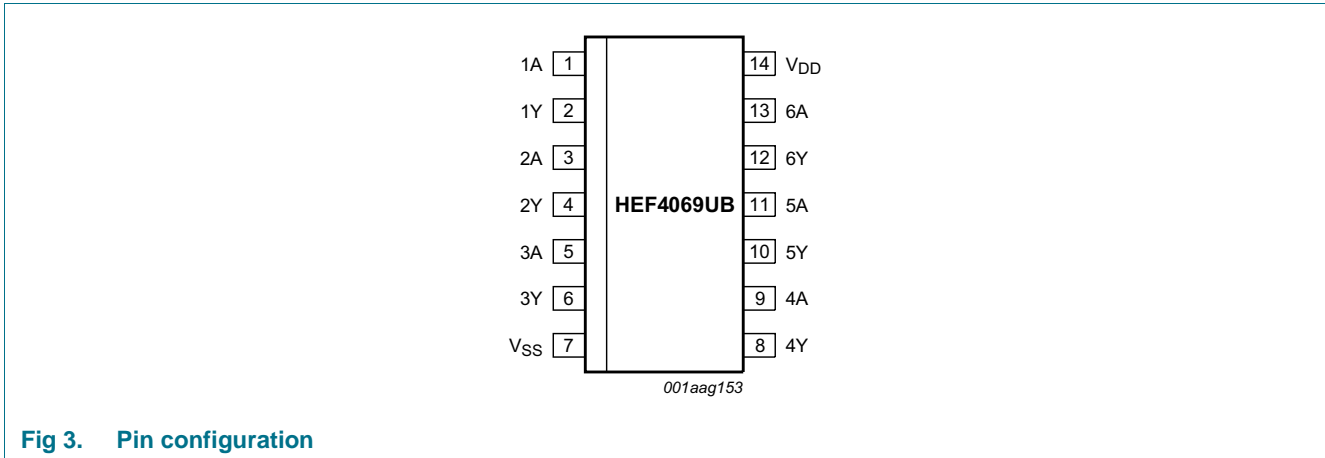 1A 1 14 VDD
1Y 2 13 6A
2A 3 12 6Y
2Y 4 HEF4069UB 11 5A
3A 5 10 5Y
3Y 6 9 4A
VSS 7 8 4Y
001aag153
Fig 3. Pin configuration